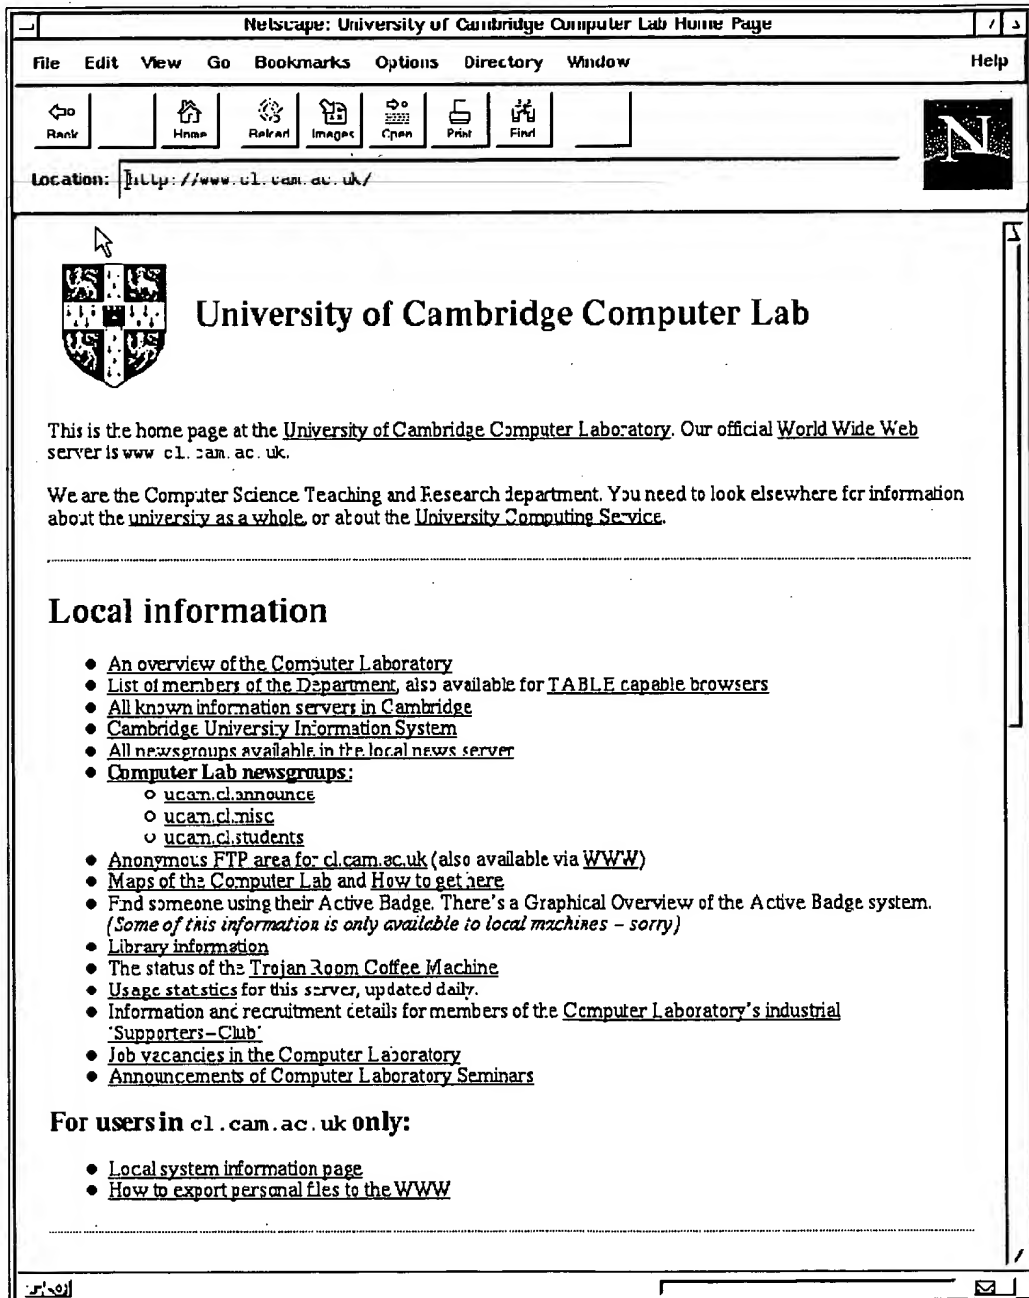 Netscape: University of Cambridge Computer Lab Home Page
File Edit View Go Bookmarks Options Directory Window Help
Back Home Reload Images Open Print Find
N
Location: http://www.cl.cam.ac.uk/
University of Cambridge Computer Lab
This is the home page at the University of Cambridge Computer Laboratory. Our official World Wide Web
server is www.cl.cam.ac.uk.
We are the Computer Science Teaching and Research department. You need to look elsewhere for information
about the university as a whole, or about the University Computing Service.
Local information
● An overview of the Computer Laboratory
● List of members of the Department, also available for TABLE capable browsers
● All known information servers in Cambridge
● Cambridge University Information System
● All newsgroups available in the local news server
● Computer Lab newsgroups:
○ ucam.cl.announce
○ ucam.cl.misc
○ ucam.cl.students
● Anonymous FTP area for cl.cam.ac.uk (also available via WWW)
● Maps of the Computer Lab and How to get here
● Find someone using their Active Badge. There's a Graphical Overview of the Active Badge system.
(Some of this information is only available to local machines – sorry)
● Library information
● The status of the Trojan Room Coffee Machine
● Usage statstics for this server, updated daily.
● Information and recruitment details for members of the Computer Laboratory's industrial
'Supporters–Club'
● Job vacancies in the Computer Laboratory
● Announcements of Computer Laboratory Seminars
For users in cl.cam.ac.uk only:
● Local system information page
● How to export personal files to the WWW